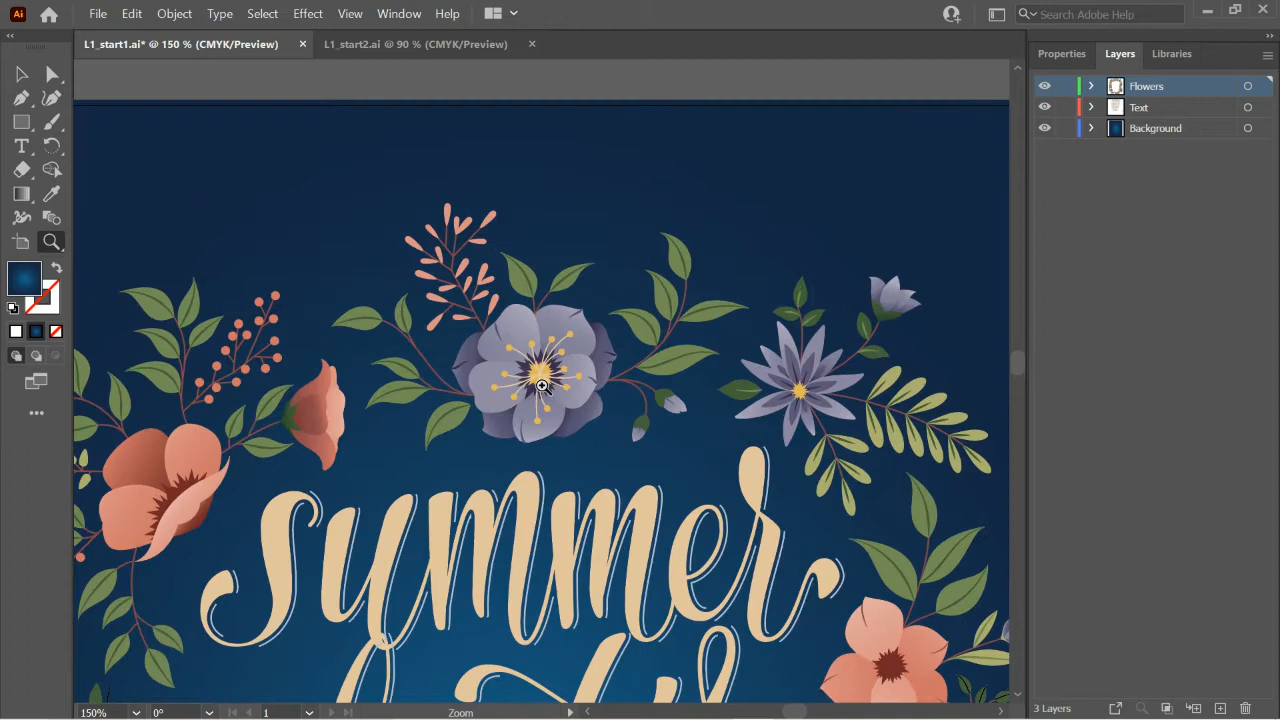 Ai File Edit Object Type Select Effect View Window Help Search Adobe Help
L1_start1.ai* @ 150 % (CMYK/Preview) × L1_start2.ai @ 90 % (CMYK/Preview) ×
Properties Layers Libraries
Flowers
Text
Background
summer
150% 0° 1 Zoom
3 Layers